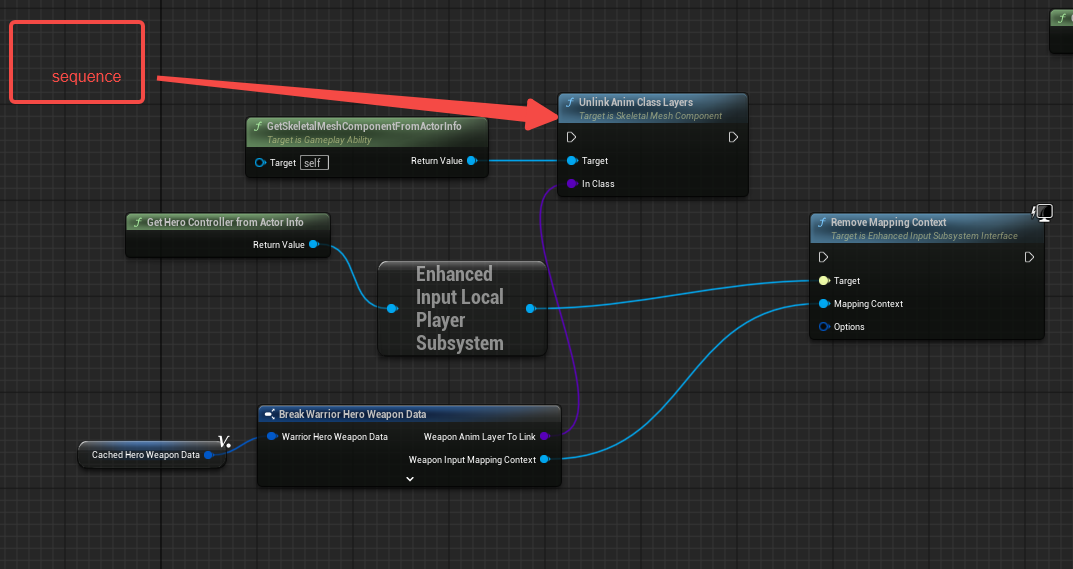 sequence
Unlink Anim Class Layers
Target is Skeletal Mesh Component
Target
In Class
GetSkeletalMeshComponentFromActorInfo
Target is Gameplay Ability
Target self
Return Value
Get Hero Controller from Actor Info
Return Value
Enhanced
Input Local
Player
Subsystem
Remove Mapping Context
Target is Enhanced Input Subsystem Interface
Target
Mapping Context
Options
Break Warrior Hero Weapon Data
Warrior Hero Weapon Data
Weapon Anim Layer To Link
Weapon Input Mapping Context
Cached Hero Weapon Data